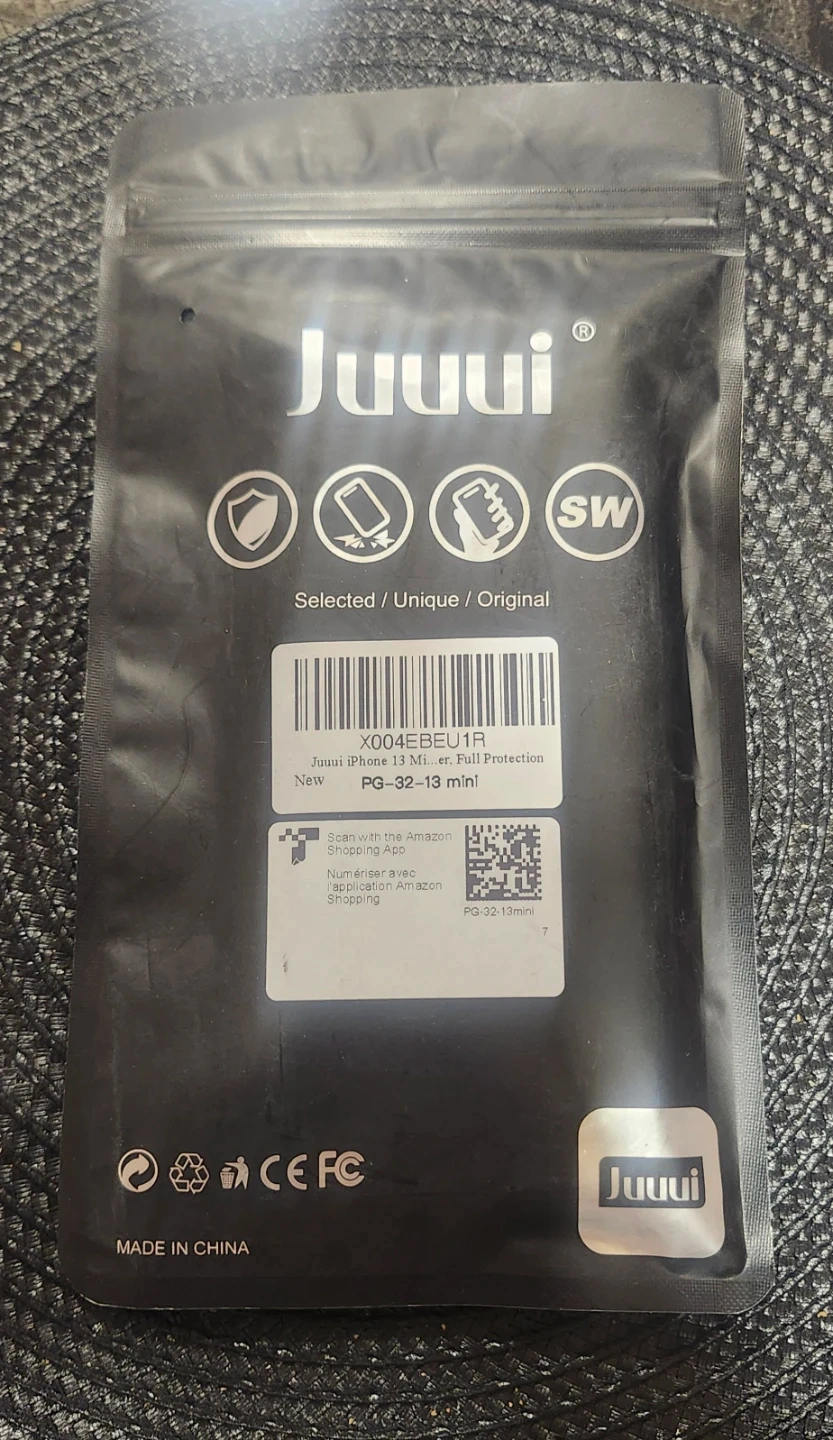 Juuui ®
SW
Selected / Unique / Original
X004EBEU1R
Juuui iPhone 13 Mi...er, Full Protection
New PG-32-13 mini
Scan with the Amazon
Shopping App
Numériser avec
l'application Amazon
Shopping
PG-32-13mini
7
CE FC
Juuui
MADE IN CHINA